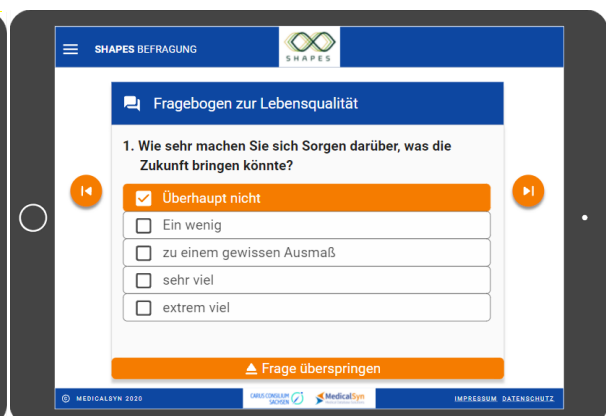 SHAPES BEFRAGUNG
SHAPES
Fragebogen zur Lebensqualität
1. Wie sehr machen Sie sich Sorgen darüber, was die
Zukunft bringen könnte?
Überhaupt nicht
Ein wenig
zu einem gewissen Ausmaß
sehr viel
extrem viel
Frage überspringen
© MEDICALSYN 2020
CARUS CONSILIUM
SACHSEN
MedicalSyn
IMPRESSUM DATENSCHUTZ